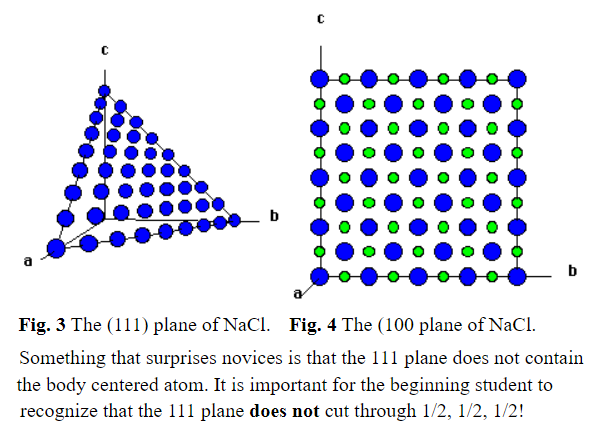 c
c
b
b
a
a
Fig. 3 The (111) plane of NaCl. Fig. 4 The (100 plane of NaCl.
Something that surprises novices is that the 111 plane does not contain
the body centered atom. It is important for the beginning student to
recognize that the 111 plane does not cut through 1/2, 1/2, 1/2!